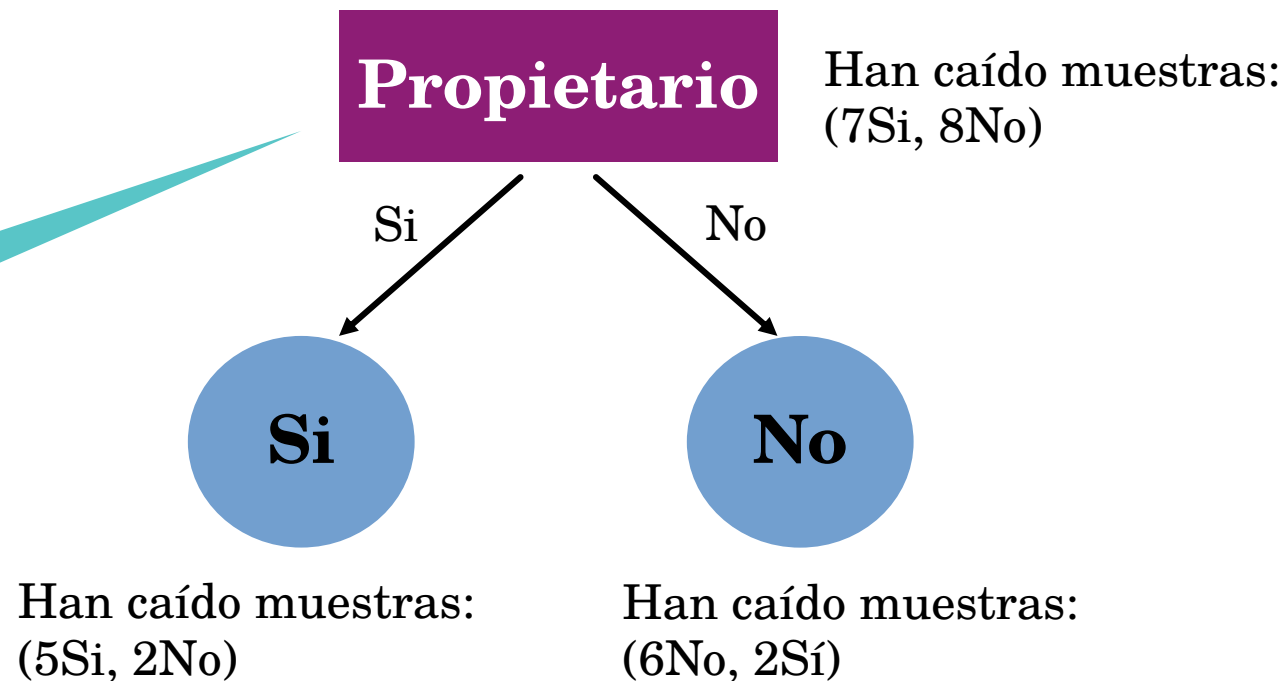 Propietario
Han caído muestras:
(7Si, 8No)
Si
No
Si
No
Han caído muestras:
(5Si, 2No)
Han caído muestras:
(6No, 2Sí)